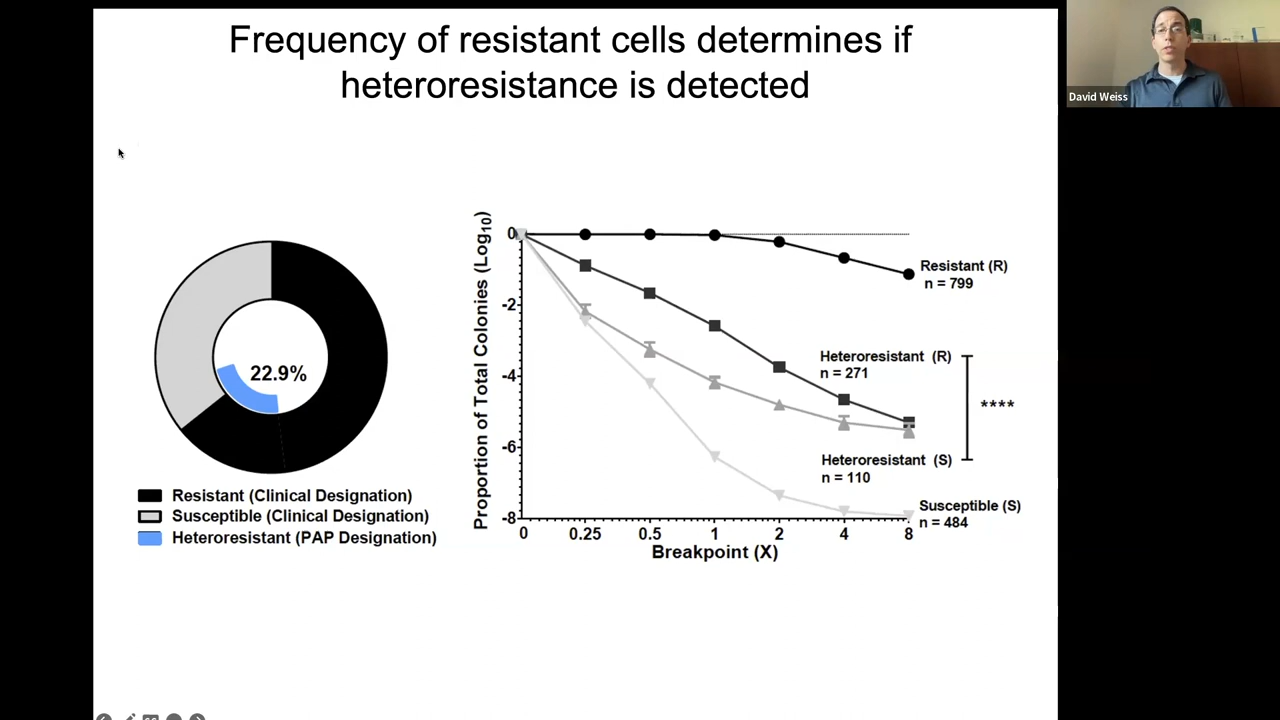 Frequency of resistant cells determines if
heteroresistance is detected
David Weiss
22.9%
Resistant (Clinical Designation)
Susceptible (Clinical Designation)
Heteroresistant (PAP Designation)
Proportion of Total Colonies (Log10)
0
-2
-4
-6
-8
0 0.25 0.5 1 2 4 8
Breakpoint (X)
Resistant (R)
n = 799
Heteroresistant (R)
n = 271
****
Heteroresistant (S)
n = 110
Susceptible (S)
n = 484